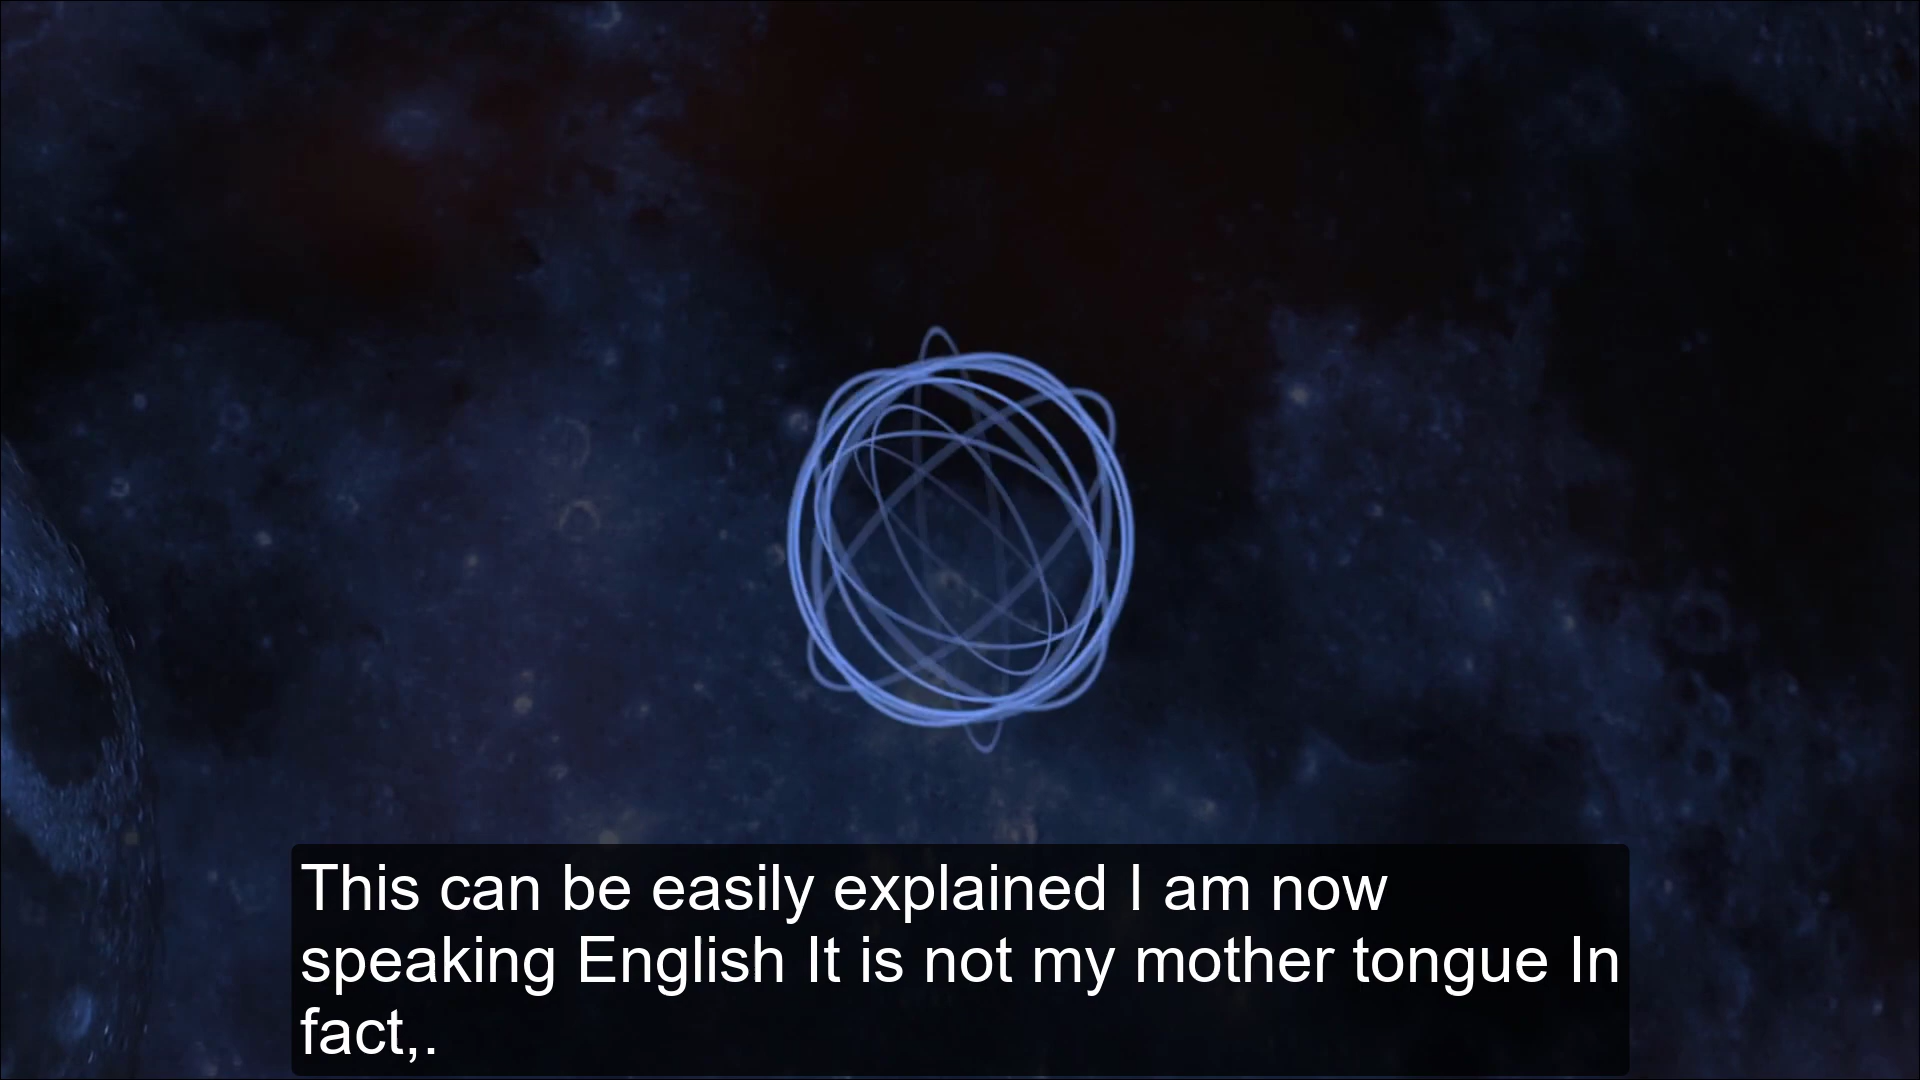 This can be easily explained I am now
speaking English It is not my mother tongue In
fact,.